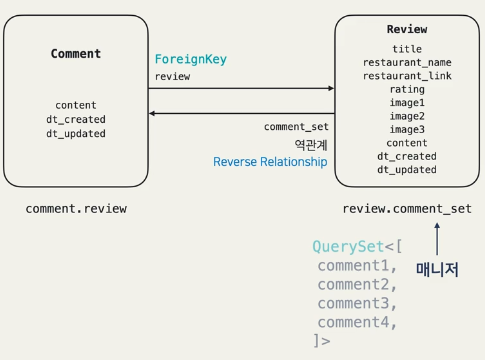 Comment
content
dt_created
dt_updated
ForeignKey
review
comment_set
역관계
Reverse Relationship
Review
title
restaurant_name
restaurant_link
rating
image1
image2
image3
content
dt_created
dt_updated
comment.review
review.comment_set
매니저
QuerySet<[
comment1,
comment2,
comment3,
comment4,
]>